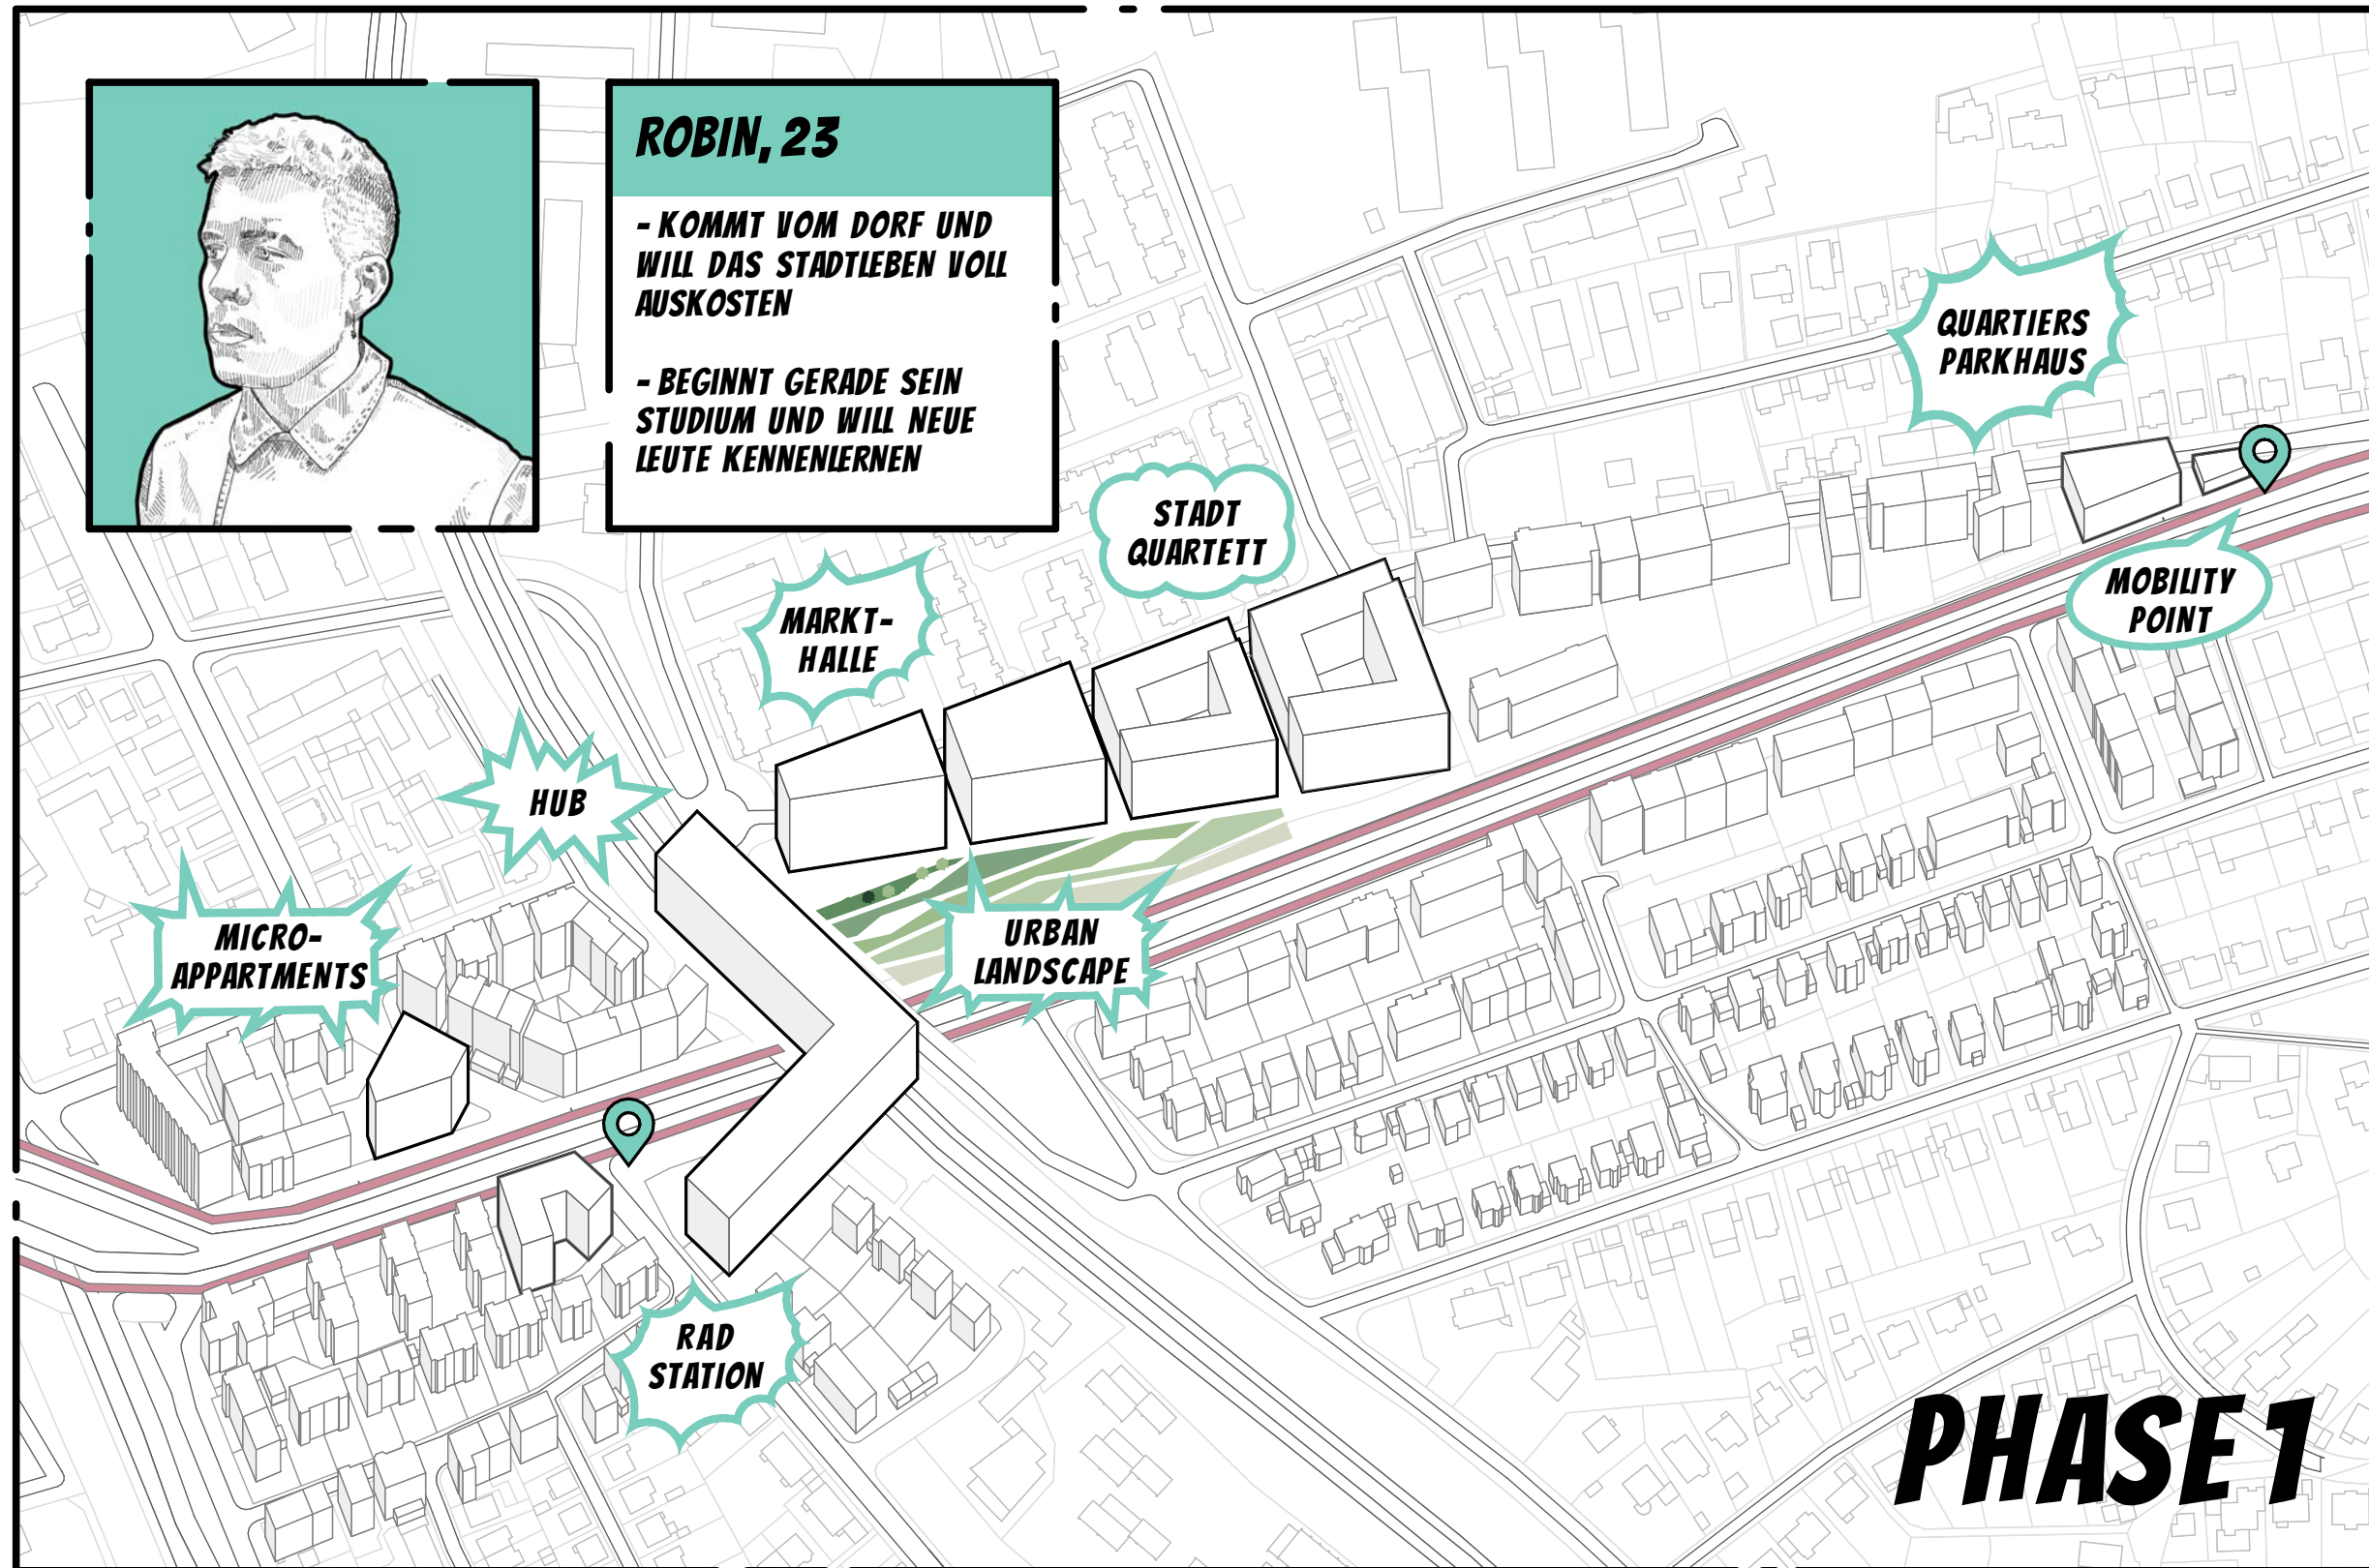 ROBIN, 23
- KOMMT VOM DORF UND
WILL DAS STADTLEBEN VOLL
AUSKOSTEN
- BEGINNT GERADE SEIN
STUDIUM UND WILL NEUE
LEUTE KENNENLERNEN
QUARTIERS
PARKHAUS
STADT
QUARTETT
MOBILITY
POINT
MARKT-
HALLE
HUB
MICRO-
APPARTMENTS
URBAN
LANDSCAPE
RAD
STATION
PHASE 1